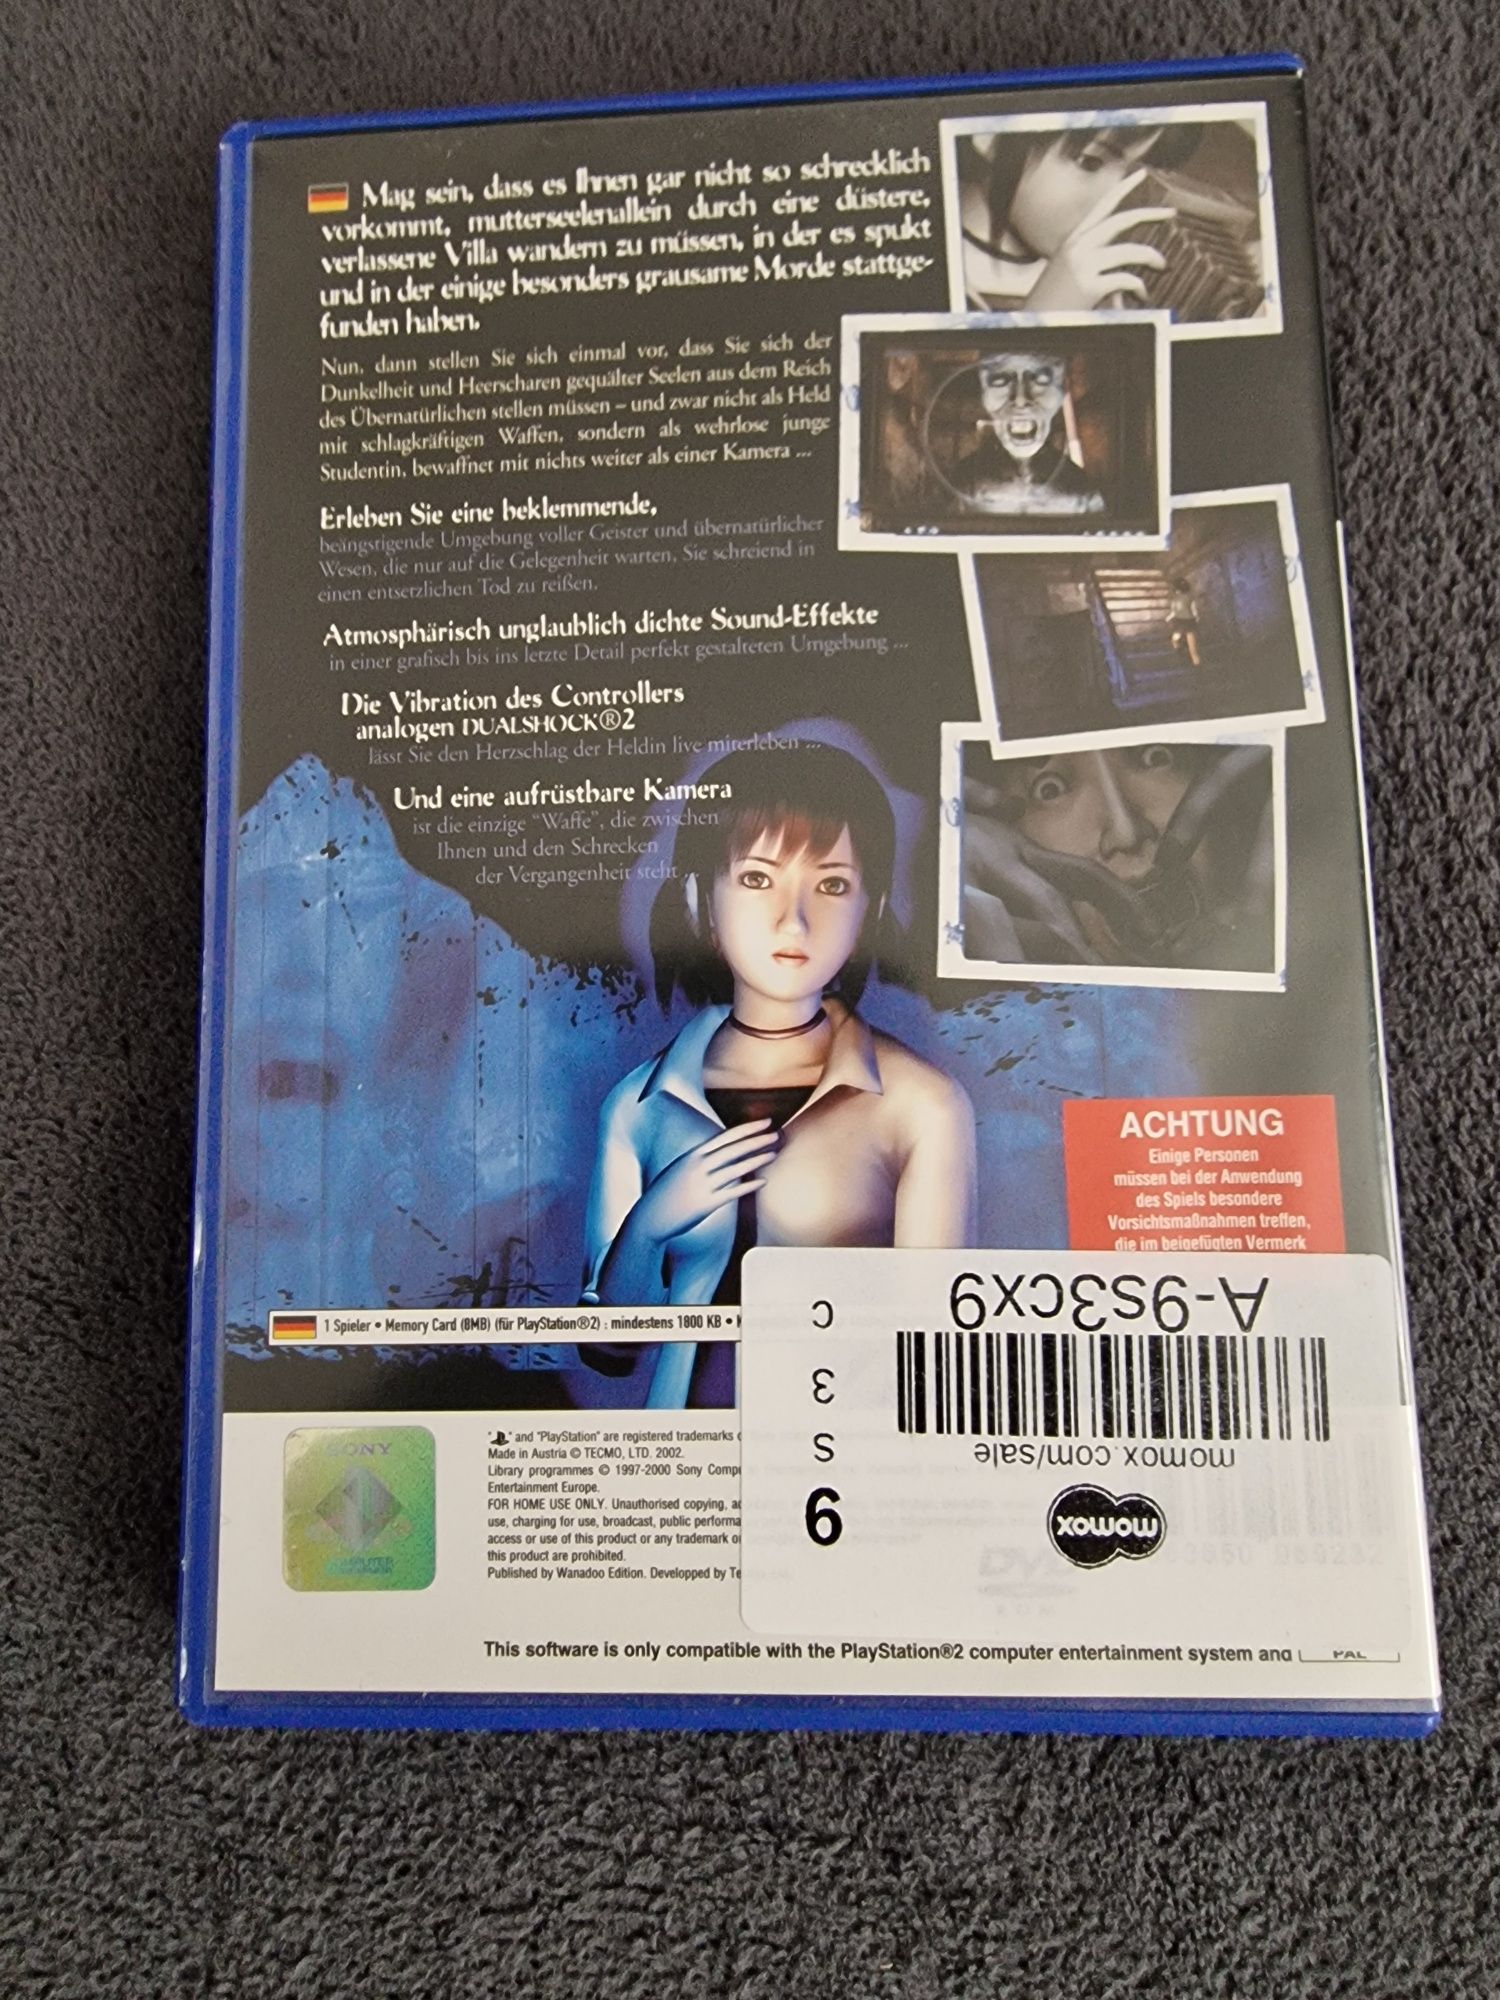 Mag sein, dass es Ihnen gar nicht so schrecklich
vorkommt, mutterseelenallein durch eine düstere,
verlassene Villa wandern zu müssen, in der es spukt
und in der einige besonders grausame Morde stattge-
funden haben.
Nun, dann stellen Sie sich einmal vor, dass Sie sich der
Dunkelheit und Heerscharen gequälter Seelen aus dem Reich
des Übernatürlichen stellen müssen – und zwar nicht als Held
mit schlagkräftigen Waffen, sondern als wehrlose junge
Studentin, bewaffnet mit nichts weiter als einer Kamera ...
Erleben Sie eine beklemmende,
beängstigende Umgebung voller Geister und übernatürlicher
Wesen, die nur auf die Gelegenheit warten, Sie schreiend in
einen entsetzlichen Tod zu reißen.
Atmosphärisch unglaublich dichte Sound-Effekte
in einer grafisch bis ins letzte Detail perfekt gestalteten Umgebung ...
Die Vibration des Controllers
analogen DUALSHOCK®2
lässt Sie den Herzschlag der Heldin live miterleben ...
Und eine aufrüstbare Kamera
ist die einzige "Waffe", die zwischen
Ihnen und den Schrecken
der Vergangenheit steht ...
ACHTUNG
Einige Personen
müssen bei der Anwendung
des Spiels besondere
Vorsichtsmaßnahmen treffen,
die im beigefügten Vermerk
1 Spieler • Memory Card (8MB) (für PlayStation®2) : mindestens 1800 KB •
A-9s3cx9
momox.com/sale
momox
9
S
3
C
SONY
COMPUTER
" " and "PlayStation" are registered trademarks
Made in Austria © TECMO, LTD. 2002.
Library programmes © 1997-2000 Sony Comp
Entertainment Europe.
FOR HOME USE ONLY. Unauthorised copying,
use, charging for use, broadcast, public performa
access or use of this product or any trademark
this product are prohibited.
Published by Wanadoo Edition. Developped by Te
DVD
This software is only compatible with the PlayStation®2 computer entertainment system and
PAL